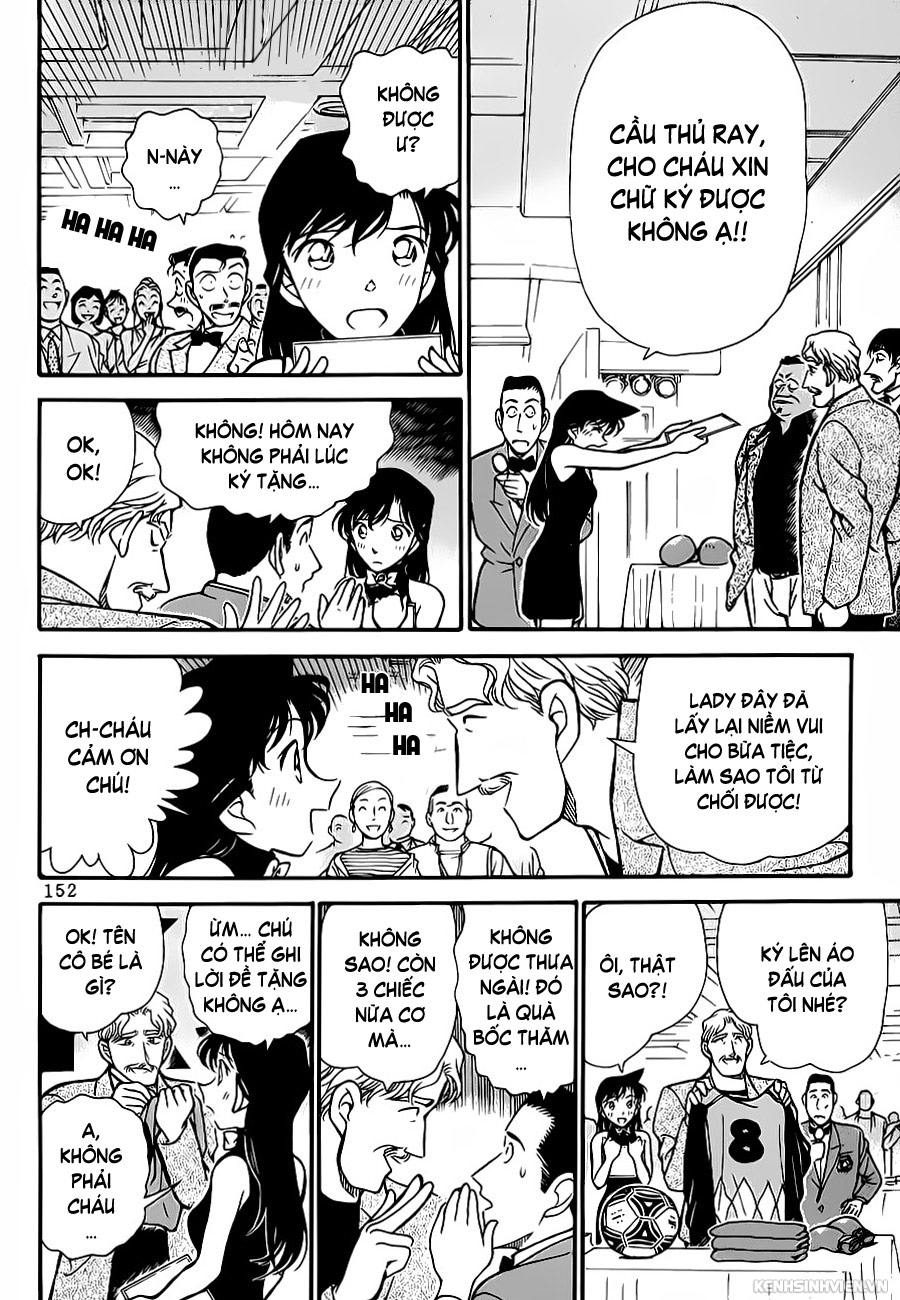 CẦU THỦ RAY,
CHO CHÁU XIN
CHỮ KÝ ĐƯỢC
KHÔNG Ạ!!
KHÔNG
ĐƯỢC
Ư?
N-NÀY
...
HA HA HA
KHÔNG! HÔM NAY
KHÔNG PHẢI LÚC
KÝ TẶNG...
OK,
OK!
LADY ĐÂY ĐÃ
LẤY LẠI NIỀM VUI
CHO BỮA TIỆC,
LÀM SAO TÔI TỪ
CHỐI ĐƯỢC!
HA
HA
HA
CH-CHÁU
CẢM ƠN
CHÚ!
152
KÝ LÊN ÁO
ĐẤU CỦA
TÔI NHÉ?
ÔI, THẬT
SAO?!
8
KHÔNG
ĐƯỢC THƯA
NGÀI! ĐÓ
LÀ QUÀ
BỐC THĂM
...
KHÔNG
SAO! CÒN
3 CHIẾC
NỮA CƠ
MÀ...
ỪM... CHÚ
CÓ THỂ GHI
LỜI ĐỀ TẶNG
KHÔNG Ạ...
OK! TÊN
CÔ BÉ LÀ
GÌ?
A,
KHÔNG
PHẢI
CHÁU
...
KENHSINHVIEN.VN